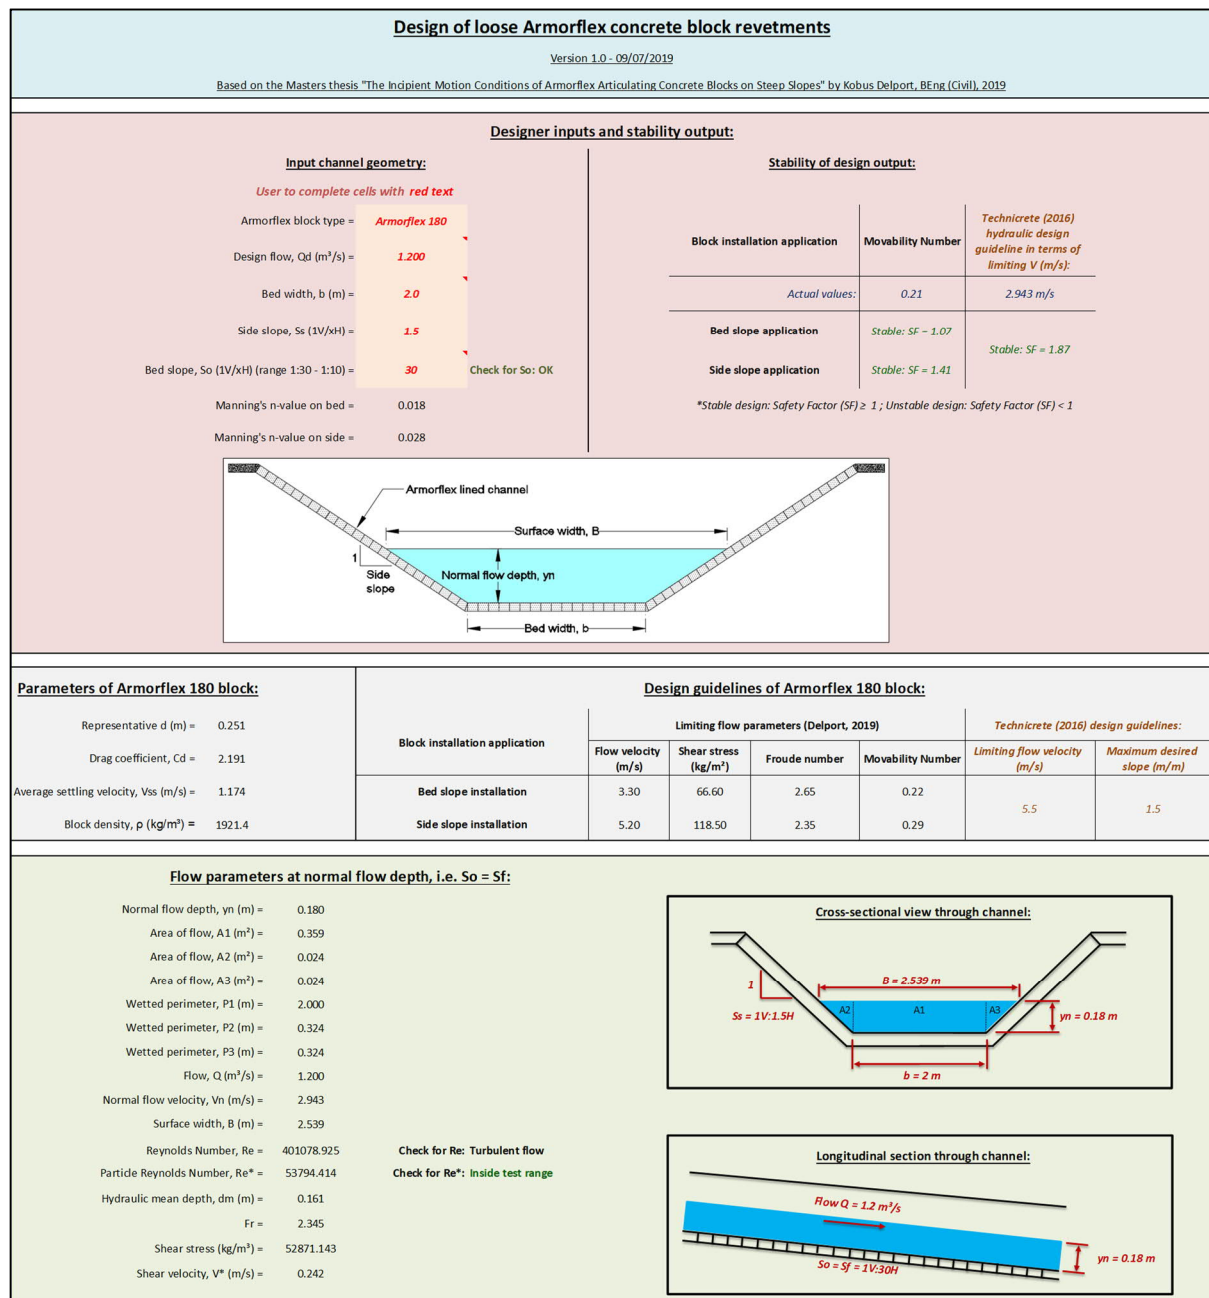 Design of loose Armorflex concrete block revetments
Version 1.0 - 09/07/2019
Based on the Masters thesis "The Incipient Motion Conditions of Armorflex Articulating Concrete Blocks on Steep Slopes" by Kobus Delport, BEng (Civil), 2019
Designer inputs and stability output:
Input channel geometry:
User to complete cells with red text
Armorflex block type = Armorflex 180
Design flow, Qd (m³/s) = 1.200
Bed width, b (m) = 2.0
Side slope, Ss (1V/xH) = 1.5
Bed slope, So (1V/xH) (range 1:30 - 1:10) = 30 Check for So: OK
Manning's n-value on bed = 0.018
Manning's n-value on side = 0.028
Stability of design output:
Block installation application Movability Number Technicrete (2016) hydraulic design guideline in terms of limiting V (m/s):
Actual values: 0.21 2.943 m/s
Bed slope application Stable: SF = 1.07
Stable: SF = 1.87
Side slope application Stable: SF = 1.41
*Stable design: Safety Factor (SF) ≥ 1 ; Unstable design: Safety Factor (SF) < 1
Armorflex lined channel
Surface width, B
1
Side
slope
Normal flow depth, yn
Bed width, b
Parameters of Armorflex 180 block:
Representative d (m) = 0.251
Drag coefficient, Cd = 2.191
Average settling velocity, Vss (m/s) = 1.174
Block density, ρ (kg/m³) = 1921.4
Design guidelines of Armorflex 180 block:
Block installation application
Limiting flow parameters (Delport, 2019) Technicrete (2016) design guidelines:
Flow velocity (m/s) Shear stress (kg/m²) Froude number Movability Number Limiting flow velocity (m/s) Maximum desired slope (m/m)
Bed slope installation 3.30 66.60 2.65 0.22
5.5 1.5
Side slope installation 5.20 118.50 2.35 0.29
Flow parameters at normal flow depth, i.e. So = Sf:
Normal flow depth, yn (m) = 0.180
Area of flow, A1 (m²) = 0.359
Area of flow, A2 (m²) = 0.024
Area of flow, A3 (m²) = 0.024
Wetted perimeter, P1 (m) = 2.000
Wetted perimeter, P2 (m) = 0.324
Wetted perimeter, P3 (m) = 0.324
Flow, Q (m³/s) = 1.200
Normal flow velocity, Vn (m/s) = 2.943
Surface width, B (m) = 2.539
Reynolds Number, Re = 401078.925 Check for Re: Turbulent flow
Particle Reynolds Number, Re* = 53794.414 Check for Re*: Inside test range
Hydraulic mean depth, dm (m) = 0.161
Fr = 2.345
Shear stress (kg/m³) = 52871.143
Shear velocity, V* (m/s) = 0.242
Cross-sectional view through channel:
1
B = 2.539 m
Ss = 1V:1.5H
A2 A1 A3
yn = 0.18 m
b = 2 m
Longitudinal section through channel:
Flow Q = 1.2 m³/s
yn = 0.18 m
So = Sf = 1V:30H